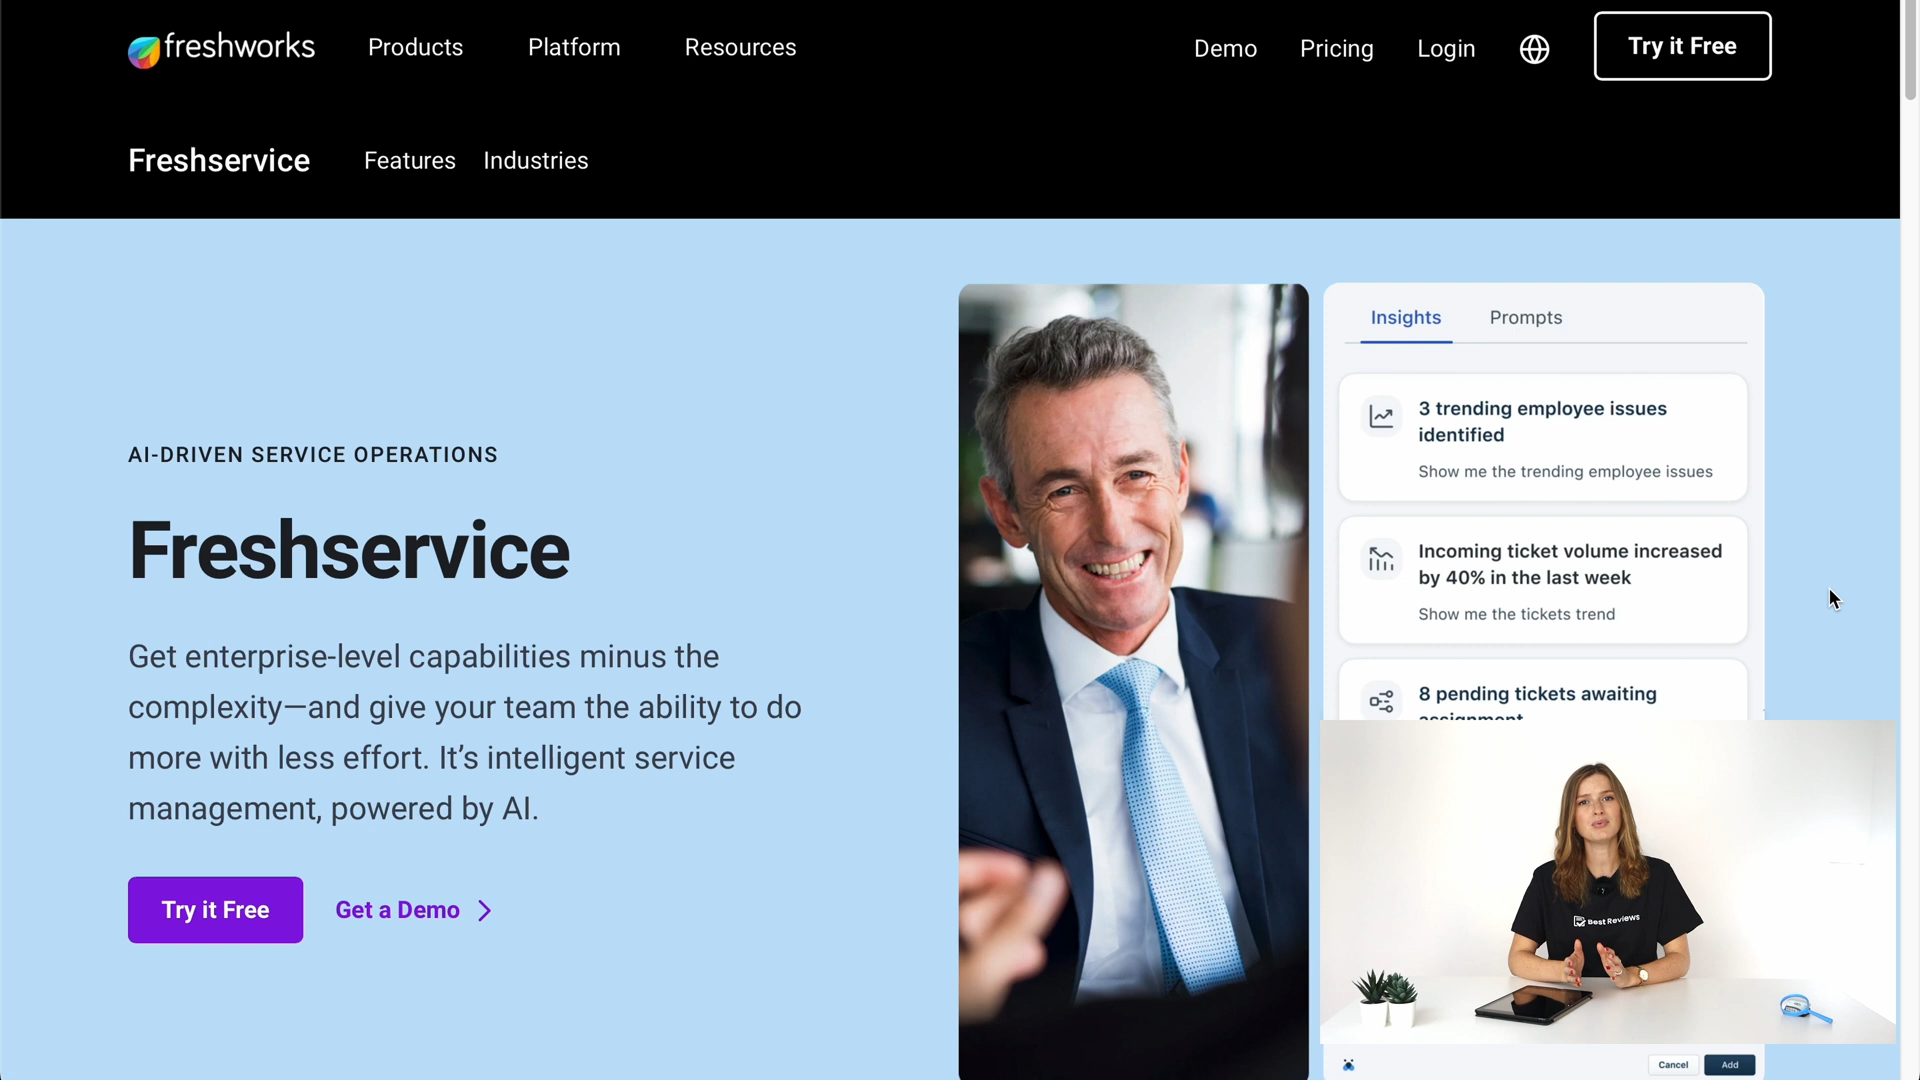 freshworks
Products
Platform
Resources
Demo
Pricing
Login
Try it Free
Freshservice
Features
Industries
AI-DRIVEN SERVICE OPERATIONS
Freshservice
Get enterprise-level capabilities minus the
complexity—and give your team the ability to do
more with less effort. It’s intelligent service
management, powered by AI.
Try it Free
Get a Demo
Insights
Prompts
3 trending employee issues
identified
Show me the trending employee issues
Incoming ticket volume increased
by 40% in the last week
Show me the tickets trend
8 pending tickets awaiting
assignment
Best Reviews
Cancel
Add